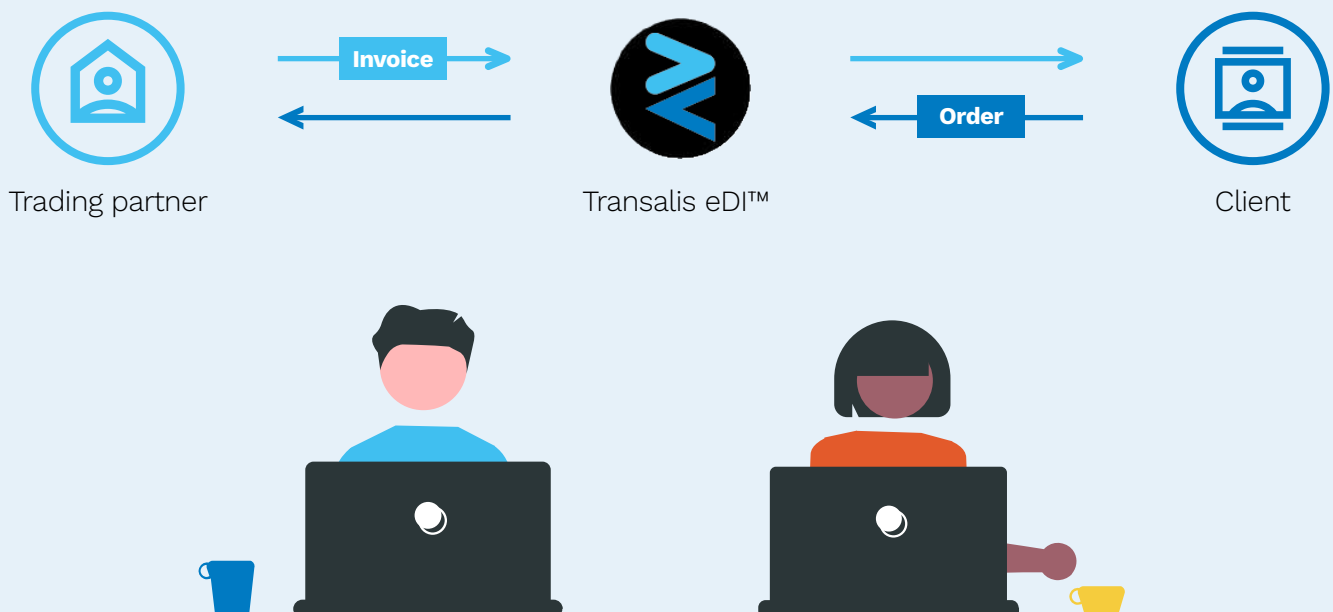 Invoice
Order
Trading partner
Transalis eDI™
Client